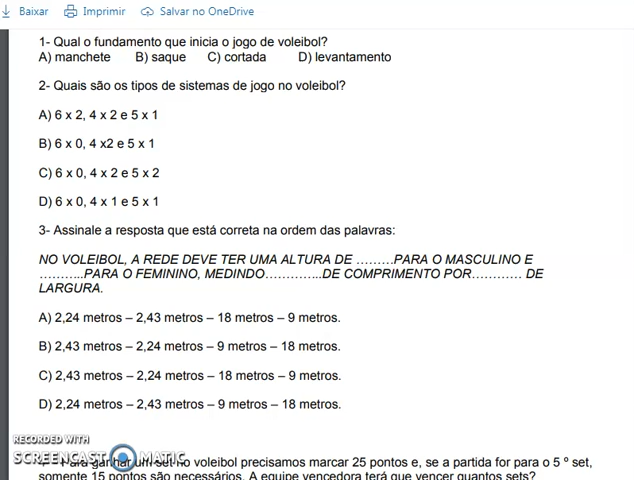 Baixar Imprimir Salvar no OneDrive
1- Qual o fundamento que inicia o jogo de voleibol?
A) manchete B) saque C) cortada D) levantamento
2- Quais são os tipos de sistemas de jogo no voleibol?
A) 6 x 2, 4 x 2 e 5 x 1
B) 6 x 0, 4 x2 e 5 x 1
C) 6 x 0, 4 x 2 e 5 x 2
D) 6 x 0, 4 x 1 e 5 x 1
3- Assinale a resposta que está correta na ordem das palavras:
NO VOLEIBOL, A REDE DEVE TER UMA ALTURA DE ………PARA O MASCULINO E
………..PARA O FEMININO, MEDINDO…………..DE COMPRIMENTO POR………… DE
LARGURA.
A) 2,24 metros – 2,43 metros – 18 metros – 9 metros.
B) 2,43 metros – 2,24 metros – 9 metros – 18 metros.
C) 2,43 metros – 2,24 metros – 18 metros – 9 metros.
D) 2,24 metros – 2,43 metros – 9 metros – 18 metros.
RECORDED WITH
SCREENCAST MATIC
4- Para ganhar um set no voleibol precisamos marcar 25 pontos e, se a partida for para o 5 º set,
somente 15 pontos são necessários. A equipe vencedora terá que vencer quantos sets?